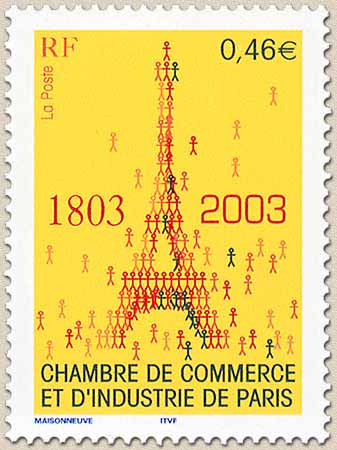 RF 0,46€
La Poste
1803 2003
CHAMBRE DE COMMERCE
ET D'INDUSTRIE DE PARIS
MAISONNEUVE ITVF